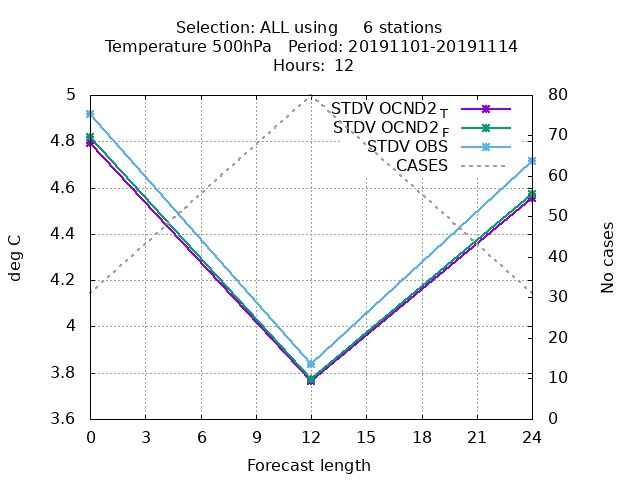 Selection: ALL using     6 stations
Temperature 500hPa   Period: 20191101-20191114
Hours: 12
5
4.8
4.6
4.4
4.2
4
3.8
3.6
deg C
80
70
60
50
40
30
20
10
0
No cases
STDV OCND2 T
STDV OCND2 F
STDV OBS
CASES
0 3 6 9 12 15 18 21 24
Forecast length